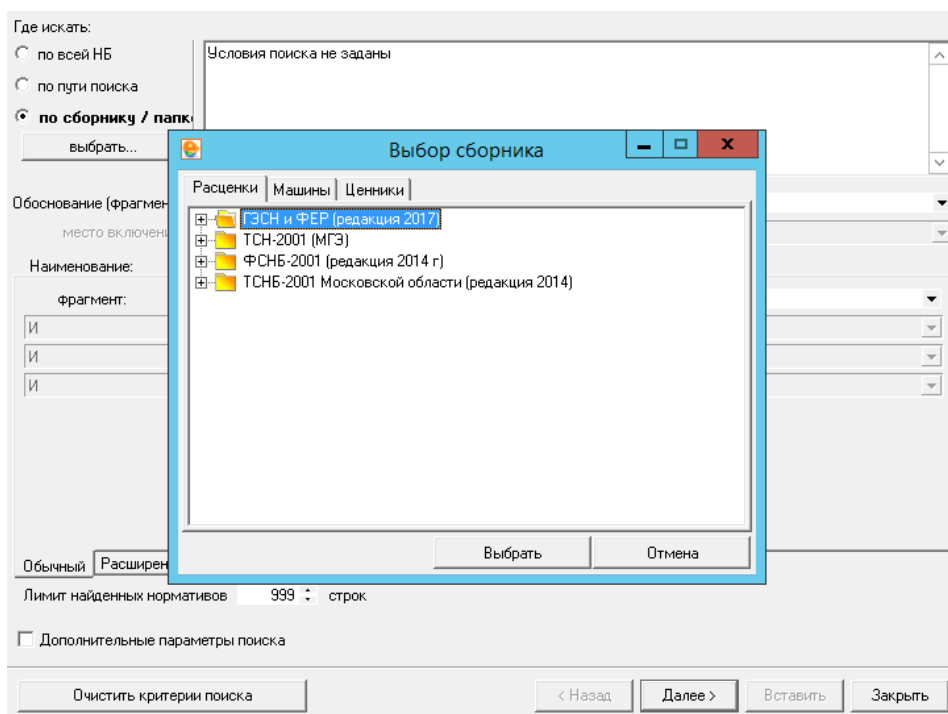 Где искать:
по всей НБ
по пути поиска
по сборнику / папк
выбрать...
Условия поиска не заданы
Обоснование (фрагмен
место включени
Наименование:
фрагмент:
И
И
И
Выбор сборника
Расценки Машины Ценники
ГЭСН и ФЕР (редакция 2017)
ТСН-2001 (МГЭ)
ФСНБ-2001 (редакция 2014 г)
ТСНБ-2001 Московской области (редакция 2014)
Выбрать Отмена
Обычный Расширен
Лимит найденных нормативов 999 строк
Дополнительные параметры поиска
Очистить критерии поиска < Назад Далее > Вставить Закрыть